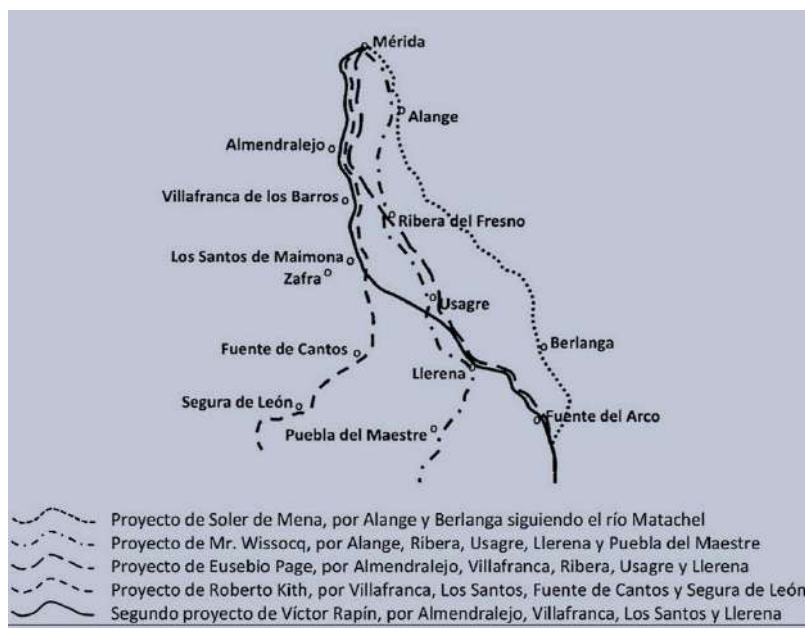 Mérida
Alange
Almendralejo
Villafranca de los Barros
Ribera del Fresno
Los Santos de Maimona
Zafra
Usagre
Fuente de Cantos
Berlanga
Llerena
Segura de León
Fuente del Arco
Puebla del Maestre
Proyecto de Soler de Mena, por Alange y Berlanga siguiendo el río Matachel
Proyecto de Mr. Wissocq, por Alange, Ribera, Usagre, Llerena y Puebla del Maestre
Proyecto de Eusebio Page, por Almendralejo, Villafranca, Ribera, Usagre y Llerena
Proyecto de Roberto Kith, por Villafranca, Los Santos, Fuente de Cantos y Segura de León
Segundo proyecto de Víctor Rapín, por Almendralejo, Villafranca, Los Santos y Llerena